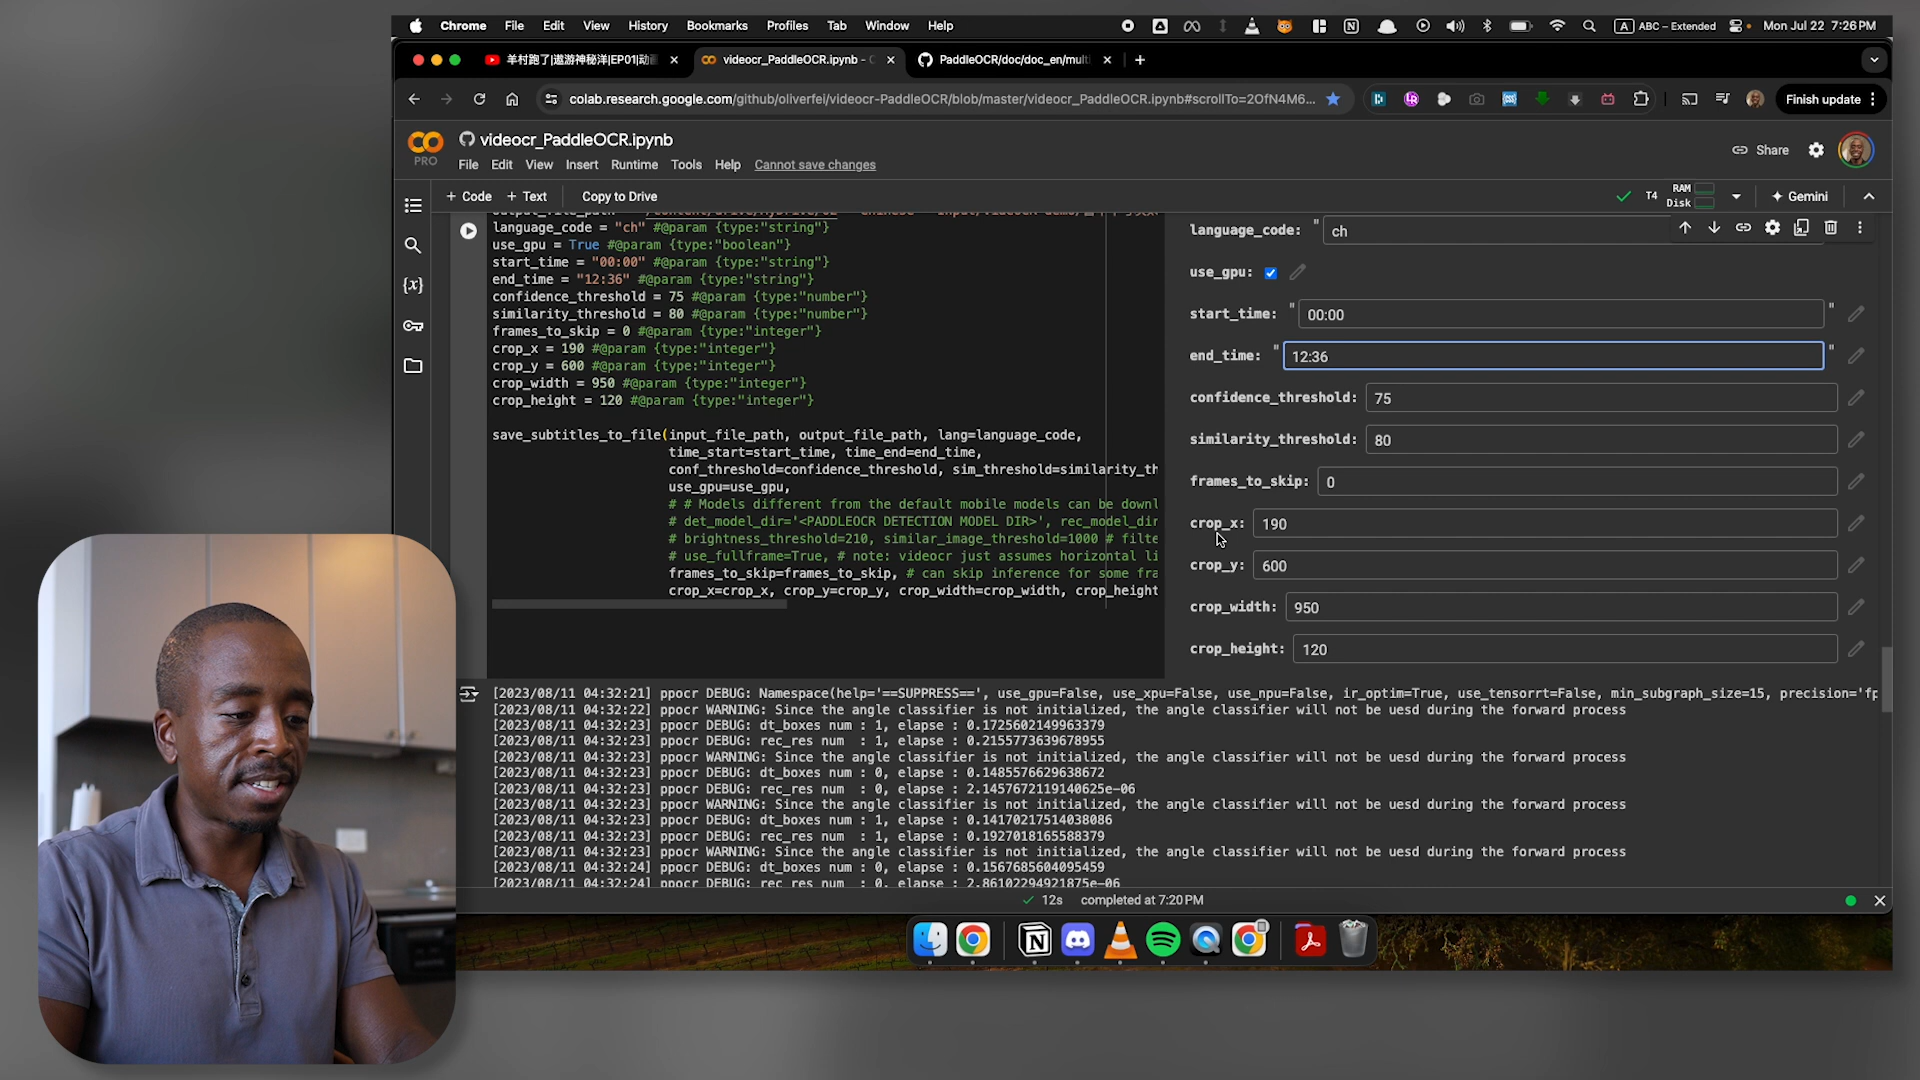 Chrome File Edit View History Bookmarks Profiles Tab Window Help
A ABC – Extended Mon Jul 22 7:26 PM
羊村跑了|遨游神秘洋|EP01|动
videocr_PaddleOCR.ipynb - C
PaddleOCR/doc/doc_en/multi
colab.research.google.com/github/oliverfei/videocr-PaddleOCR/blob/master/videocr_PaddleOCR.ipynb#scrollTo=2OfN4M6...
Finish update
PRO
videocr_PaddleOCR.ipynb
File Edit View Insert Runtime Tools Help Cannot save changes
Share
+ Code + Text Copy to Drive
T4 RAM Disk Gemini
language_code = "ch" #@param {type:"string"}
use_gpu = True #@param {type:"boolean"}
start_time = "00:00" #@param {type:"string"}
end_time = "12:36" #@param {type:"string"}
confidence_threshold = 75 #@param {type:"number"}
similarity_threshold = 80 #@param {type:"number"}
frames_to_skip = 0 #@param {type:"integer"}
crop_x = 190 #@param {type:"integer"}
crop_y = 600 #@param {type:"integer"}
crop_width = 950 #@param {type:"integer"}
crop_height = 120 #@param {type:"integer"}
save_subtitles_to_file(input_file_path, output_file_path, lang=language_code,
time_start=start_time, time_end=end_time,
conf_threshold=confidence_threshold, sim_threshold=similarity_th
use_gpu=use_gpu,
# # Models different from the default mobile models can be downl
# det_model_dir='<PADDLEOCR DETECTION MODEL DIR>', rec_model_dir
# brightness_threshold=210, similar_image_threshold=1000 # filte
# use_fullframe=True, # note: videocr just assumes horizontal li
frames_to_skip=frames_to_skip, # can skip inference for some fra
crop_x=crop_x, crop_y=crop_y, crop_width=crop_width, crop_height
language_code: " ch
use_gpu:
start_time: " 00:00 "
end_time: " 12:36 "
confidence_threshold: 75
similarity_threshold: 80
frames_to_skip: 0
crop_x: 190
crop_y: 600
crop_width: 950
crop_height: 120
[2023/08/11 04:32:21] ppocr DEBUG: Namespace(help='==SUPPRESS==', use_gpu=False, use_xpu=False, use_npu=False, ir_optim=True, use_tensorrt=False, min_subgraph_size=15, precision='fp
[2023/08/11 04:32:22] ppocr WARNING: Since the angle classifier is not initialized, the angle classifier will not be uesd during the forward process
[2023/08/11 04:32:23] ppocr DEBUG: dt_boxes num : 1, elapse : 0.1725602149963379
[2023/08/11 04:32:23] ppocr DEBUG: rec_res num : 1, elapse : 0.2155773639678955
[2023/08/11 04:32:23] ppocr WARNING: Since the angle classifier is not initialized, the angle classifier will not be uesd during the forward process
[2023/08/11 04:32:23] ppocr DEBUG: dt_boxes num : 0, elapse : 0.1485576629638672
[2023/08/11 04:32:23] ppocr DEBUG: rec_res num : 0, elapse : 2.1457672119140625e-06
[2023/08/11 04:32:23] ppocr WARNING: Since the angle classifier is not initialized, the angle classifier will not be uesd during the forward process
[2023/08/11 04:32:23] ppocr DEBUG: dt_boxes num : 1, elapse : 0.14170217514038086
[2023/08/11 04:32:23] ppocr DEBUG: rec_res num : 1, elapse : 0.1927018165588379
[2023/08/11 04:32:23] ppocr WARNING: Since the angle classifier is not initialized, the angle classifier will not be uesd during the forward process
[2023/08/11 04:32:24] ppocr DEBUG: dt_boxes num : 0, elapse : 0.1567685604095459
[2023/08/11 04:32:24] ppocr DEBUG: rec_res num : 0, elapse : 2.86102294921875e-06
12s completed at 7:20 PM